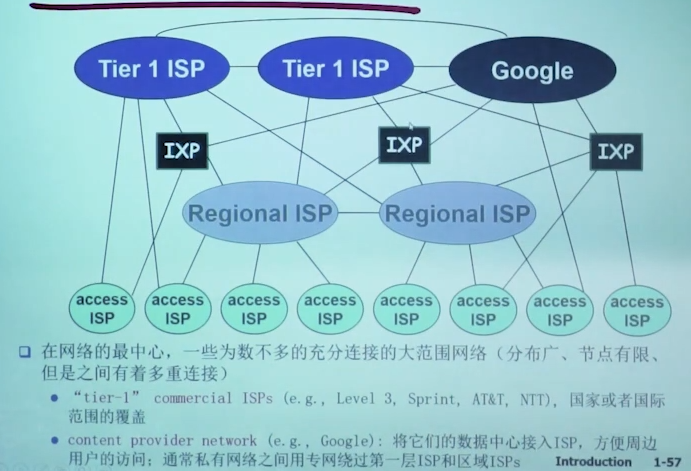 Tier 1 ISP
Tier 1 ISP
Google
IXP
IXP
IXP
Regional ISP
Regional ISP
access
ISP
access
ISP
access
ISP
access
ISP
access
ISP
access
ISP
access
ISP
access
ISP
在网络的最中心，一些为数不多的充分连接的大范围网络（分布广、节点有限、
但是之间有着多重连接）
“tier-1” commercial ISPs (e.g., Level 3, Sprint, AT&T, NTT), 国家或者国际
范围的覆盖
content provider network (e.g., Google): 将它们的数据中心接入ISP，方便周边
用户的访问；通常私有网络之间用专网绕过第一层ISP和区域ISPs
Introduction 1-57